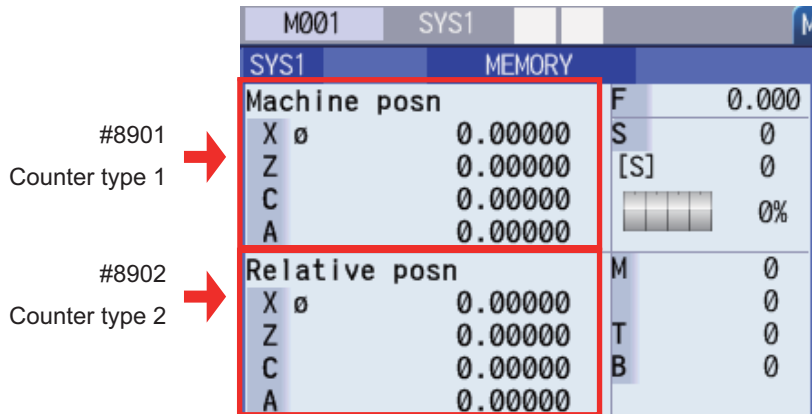 M001 SYS1 M
SYS1 MEMORY
#8901
Counter type 1
Machine posn
X ø 0.00000
Z 0.00000
C 0.00000
A 0.00000
#8902
Counter type 2
Relative posn
X ø 0.00000
Z 0.00000
C 0.00000
A 0.00000
F 0.000
S 0
[S] 0
0%
M 0
0
T 0
B 0